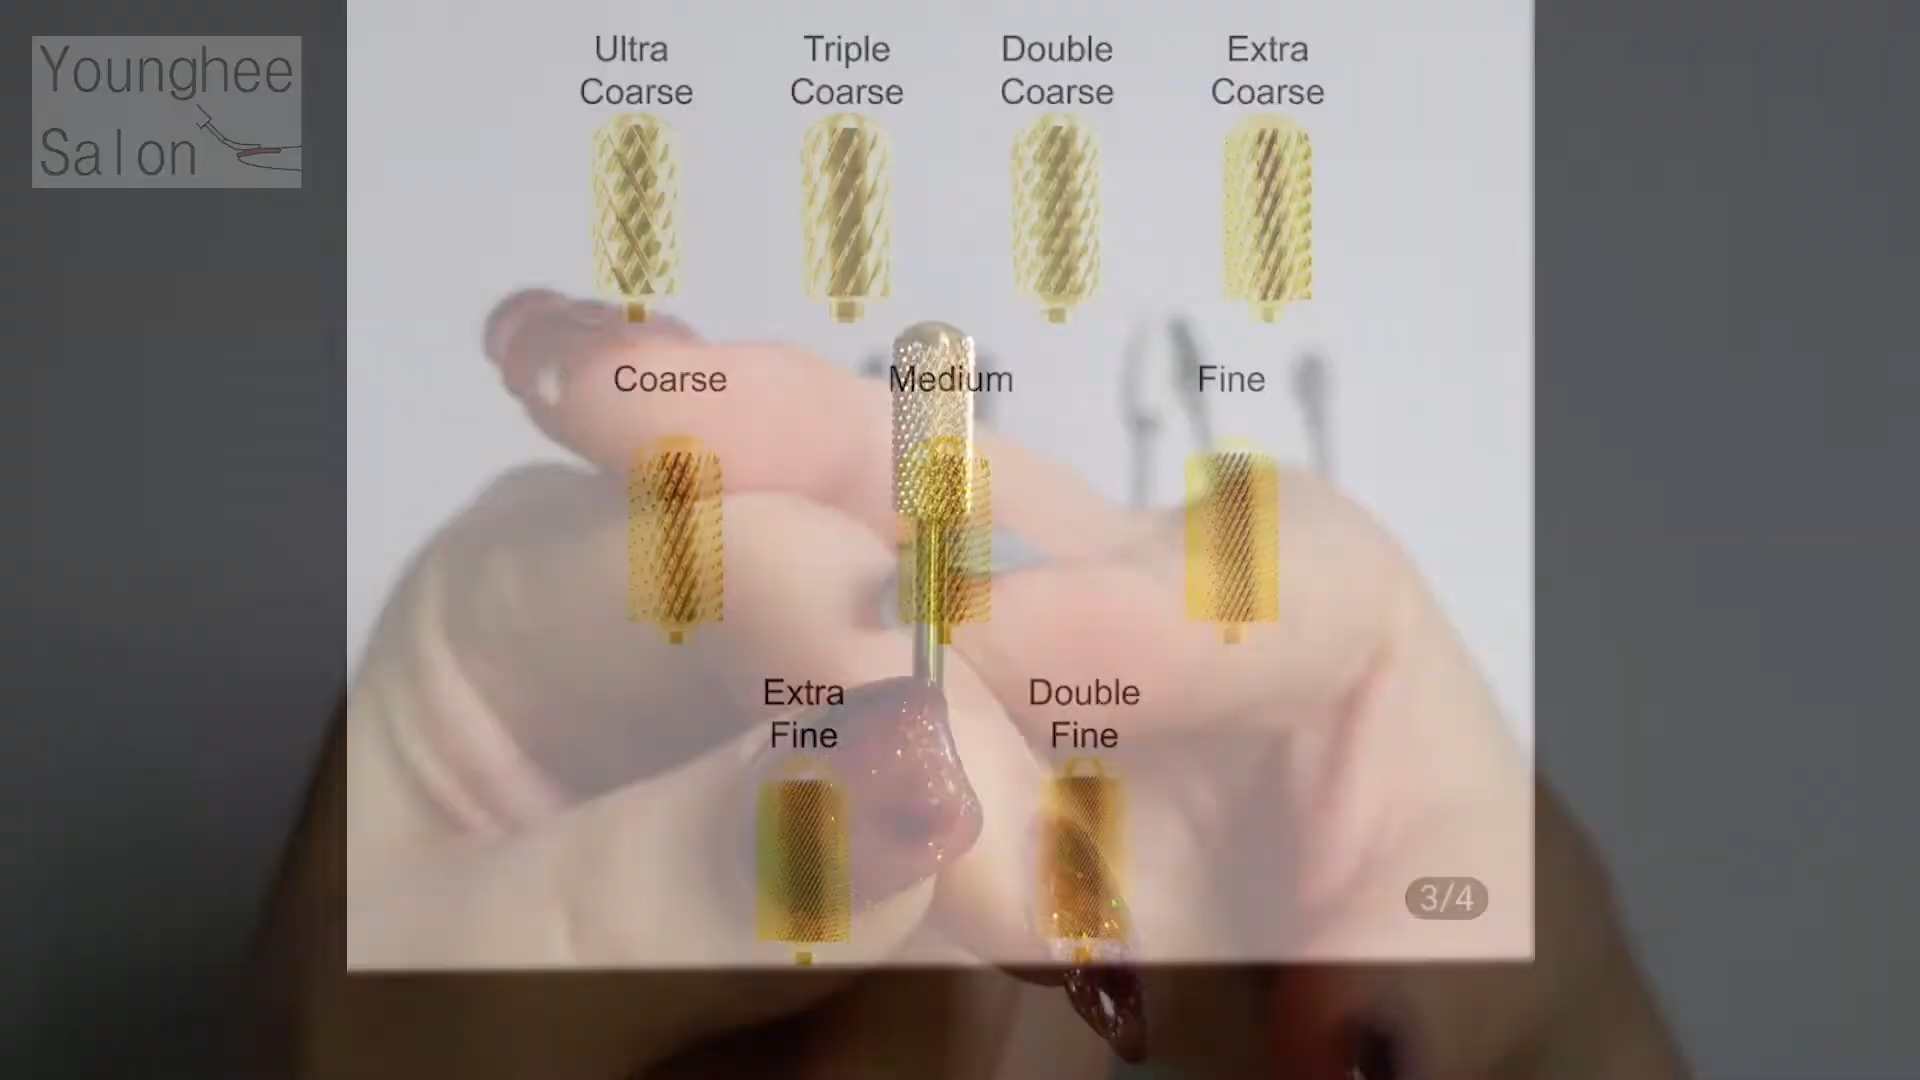 Younghee
Salon
Ultra
Coarse
Triple
Coarse
Double
Coarse
Extra
Coarse
Coarse
Medium
Fine
Extra
Fine
Double
Fine
3/4